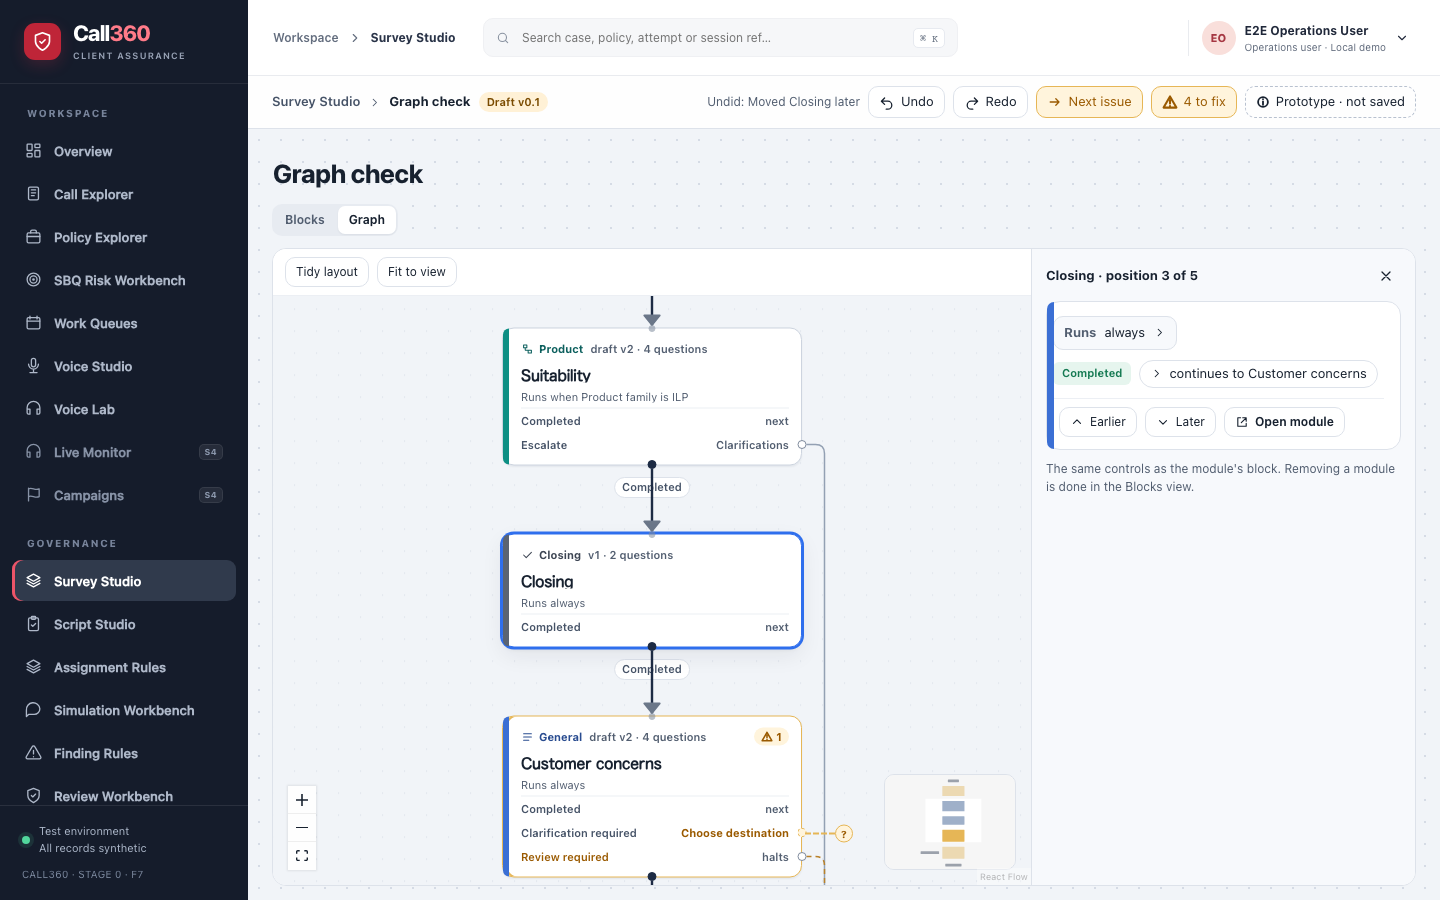 Call360
CLIENT ASSURANCE
WORKSPACE
Overview
Call Explorer
Policy Explorer
SBQ Risk Workbench
Work Queues
Voice Studio
Voice Lab
Live Monitor S4
Campaigns S4
GOVERNANCE
Survey Studio
Script Studio
Assignment Rules
Simulation Workbench
Finding Rules
Review Workbench
Test environment
All records synthetic
CALL360 · STAGE 0 · F7
Workspace > Survey Studio
Search case, policy, attempt or session ref... ⌘ K
EO
E2E Operations User
Operations user · Local demo
Survey Studio > Graph check Draft v0.1
Undid: Moved Closing later
Undo
Redo
Next issue
4 to fix
Prototype · not saved
Graph check
Blocks Graph
Tidy layout Fit to view
Product draft v2 · 4 questions
Suitability
Runs when Product family is ILP
Completed next
Escalate Clarifications
Completed
Closing v1 · 2 questions
Closing
Runs always
Completed next
Completed
General draft v2 · 4 questions 1
Customer concerns
Runs always
Completed next
Clarification required Choose destination ?
Review required halts
React Flow
Closing · position 3 of 5
Runs always
Completed continues to Customer concerns
Earlier Later Open module
The same controls as the module's block. Removing a module
is done in the Blocks view.